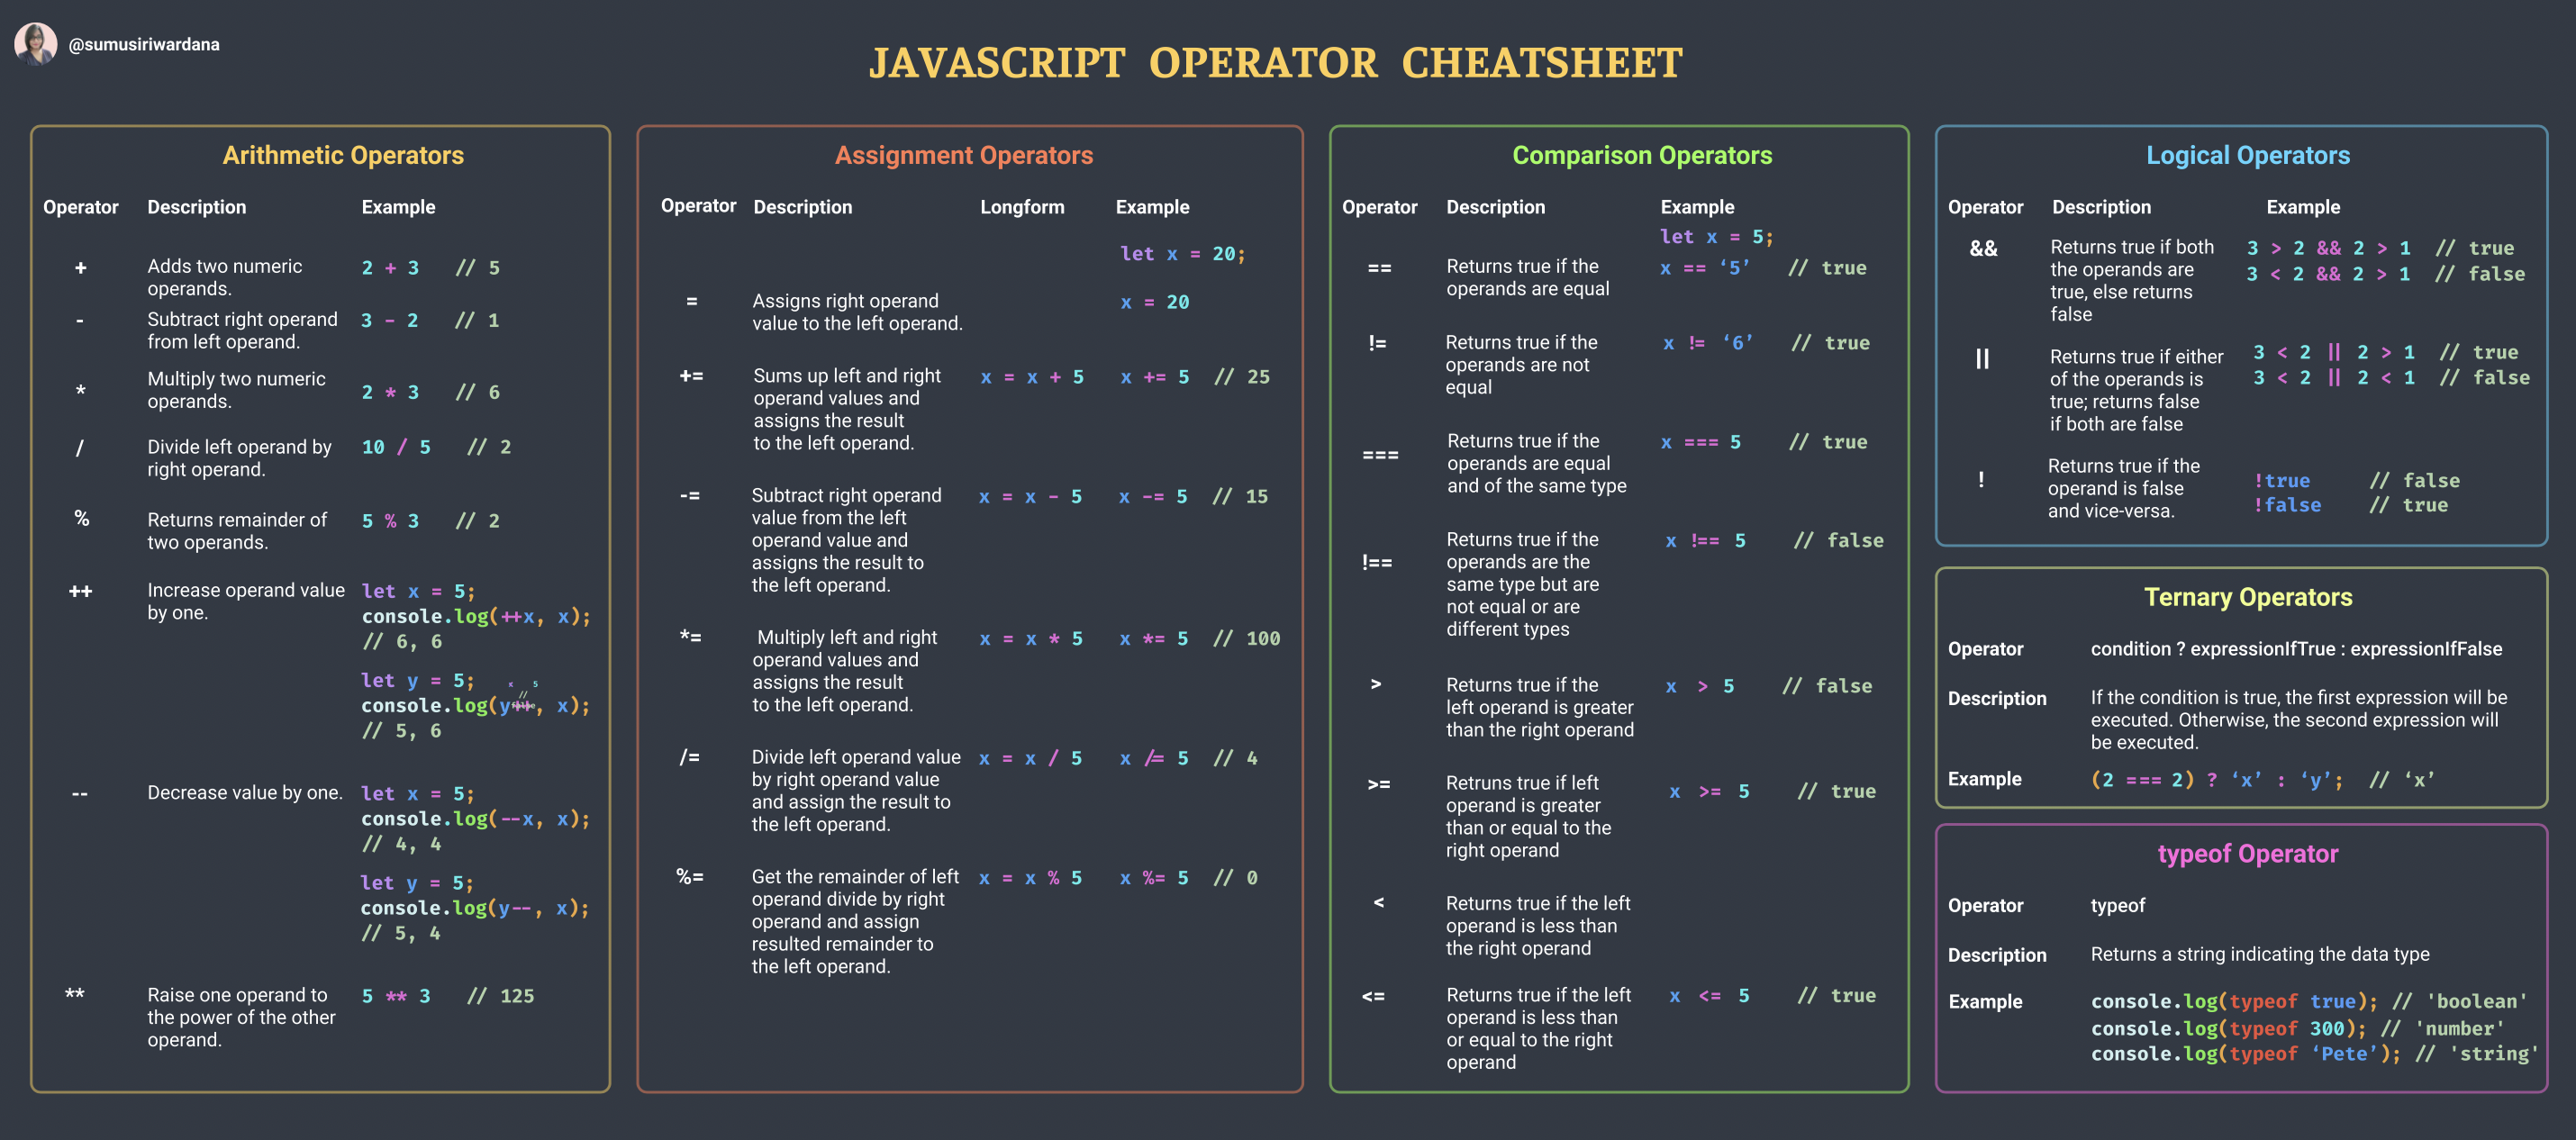 @sumusiriwardana
JAVASCRIPT OPERATOR CHEATSHEET
Arithmetic Operators
Operator Description Example
+ Adds two numeric 2 + 3 // 5
operands.
- Subtract right operand 3 - 2 // 1
from left operand.
* Multiply two numeric 2 * 3 // 6
operands.
/ Divide left operand by 10 / 5 // 2
right operand.
% Returns remainder of 5 % 3 // 2
two operands.
++ Increase operand value let x = 5;
by one. console.log(++x, x);
// 6, 6
let y = 5; x 5
//
console.log(y++, x);
// 5, 6
-- Decrease value by one. let x = 5;
console.log(--x, x);
// 4, 4
let y = 5;
console.log(y--, x);
// 5, 4
** Raise one operand to 5 ** 3 // 125
the power of the other
operand.
Assignment Operators
Operator Description Longform Example
let x = 20;
= Assigns right operand x = 20
value to the left operand.
+= Sums up left and right x = x + 5 x += 5 // 25
operand values and
assigns the result
to the left operand.
-= Subtract right operand x = x - 5 x -= 5 // 15
value from the left
operand value and
assigns the result to
the left operand.
*= Multiply left and right x = x * 5 x *= 5 // 100
operand values and
assigns the result
to the left operand.
/= Divide left operand value x = x / 5 x /= 5 // 4
by right operand value
and assign the result to
the left operand.
%= Get the remainder of left x = x % 5 x %= 5 // 0
operand divide by right
operand and assign
resulted remainder to
the left operand.
Comparison Operators
Operator Description Example
let x = 5;
== Returns true if the x == ‘5’ // true
operands are equal
!= Returns true if the x != ‘6’ // true
operands are not
equal
=== Returns true if the x === 5 // true
operands are equal
and of the same type
!== Returns true if the x !== 5 // false
operands are the
same type but are
not equal or are
different types
> Returns true if the x > 5 // false
left operand is greater
than the right operand
>= Retruns true if left x >= 5 // true
operand is greater
than or equal to the
right operand
< Returns true if the left
operand is less than
the right operand
<= Returns true if the left x <= 5 // true
operand is less than
or equal to the right
operand
Logical Operators
Operator Description Example
&& Returns true if both 3 > 2 && 2 > 1 // true
the operands are 3 < 2 && 2 > 1 // false
true, else returns
false
|| Returns true if either 3 < 2 || 2 > 1 // true
of the operands is 3 < 2 || 2 < 1 // false
true; returns false
if both are false
! Returns true if the !true // false
operand is false !false // true
and vice-versa.
Ternary Operators
Operator condition ? expressionIfTrue : expressionIfFalse
Description If the condition is true, the first expression will be
executed. Otherwise, the second expression will
be executed.
Example (2 === 2) ? ‘x’ : ‘y’; // ‘x’
typeof Operator
Operator typeof
Description Returns a string indicating the data type
Example console.log(typeof true); // 'boolean'
console.log(typeof 300); // 'number'
console.log(typeof ‘Pete’); // 'string'